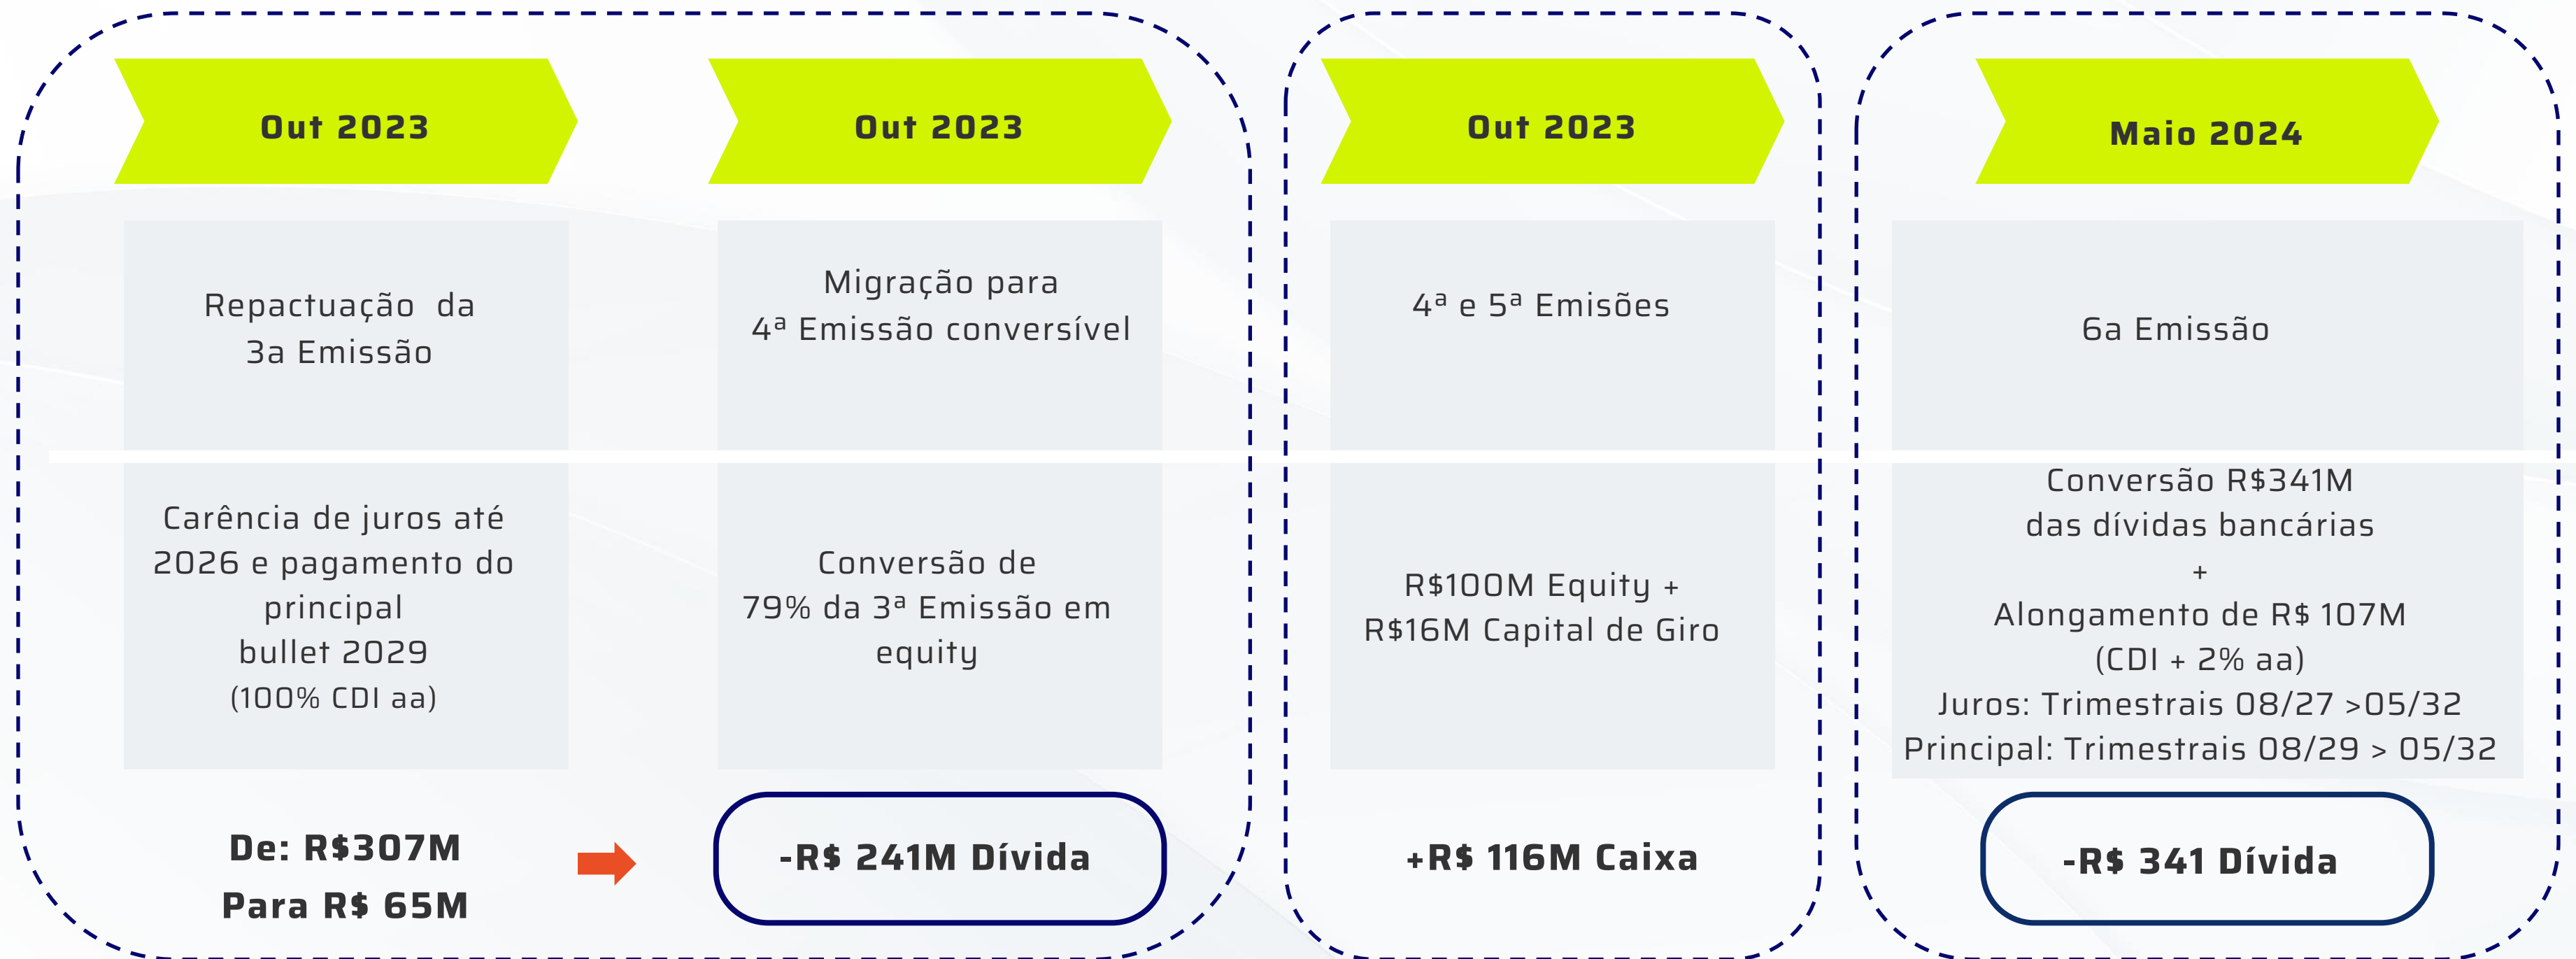 Out 2023
Repactuação da
3a Emissão
Carência de juros até
2026 e pagamento do
principal
bullet 2029
(100% CDI aa)
De: R$307M
Para R$ 65M
Out 2023
Migração para
4ª Emissão conversível
Conversão de
79% da 3ª Emissão em
equity
-R$ 241M Dívida
Out 2023
4ª e 5ª Emisões
R$100M Equity +
R$16M Capital de Giro
+R$ 116M Caixa
Maio 2024
6a Emissão
Conversão R$341M
das dívidas bancárias
+
Alongamento de R$ 107M
(CDI + 2% aa)
Juros: Trimestrais 08/27 >05/32
Principal: Trimestrais 08/29 > 05/32
-R$ 341 Dívida